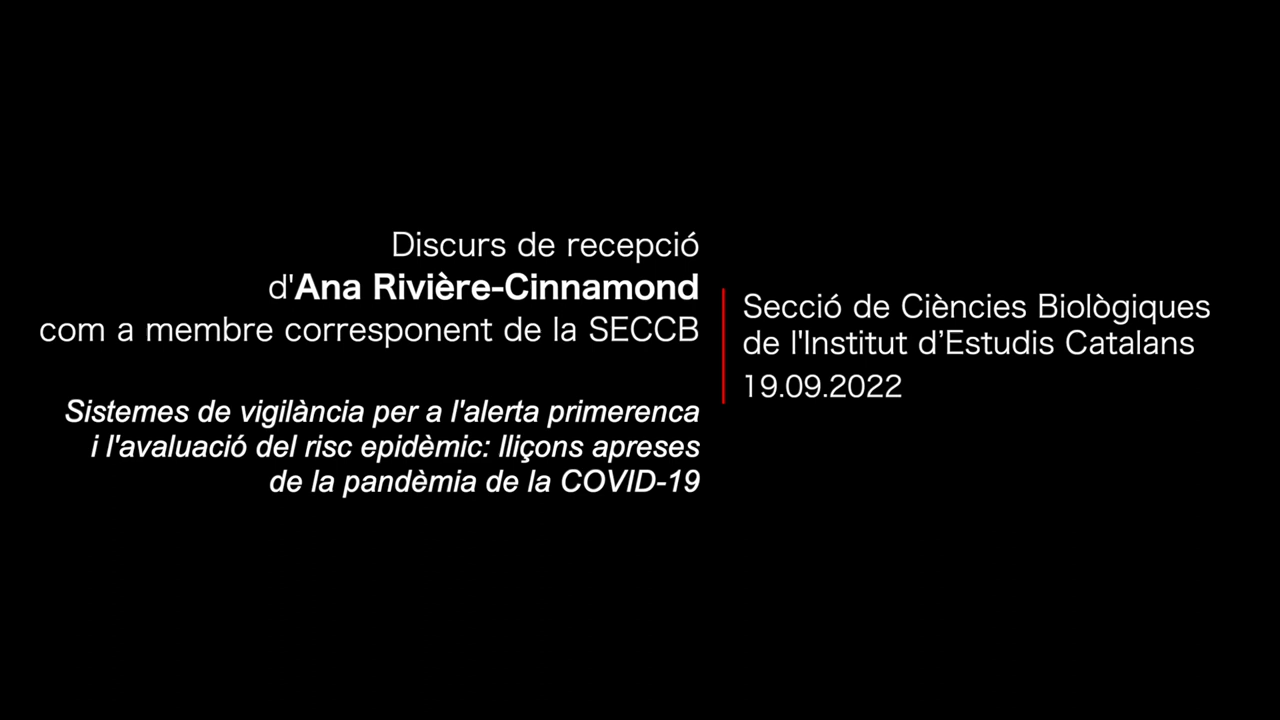 Discurs de recepció
d'Ana Rivière-Cinnamond
com a membre corresponent de la SECCB
Sistemes de vigilància per a l'alerta primerenca
i l'avaluació del risc epidèmic: lliçons apreses
de la pandèmia de la COVID-19
Secció de Ciències Biològiques
de l'Institut d’Estudis Catalans
19.09.2022